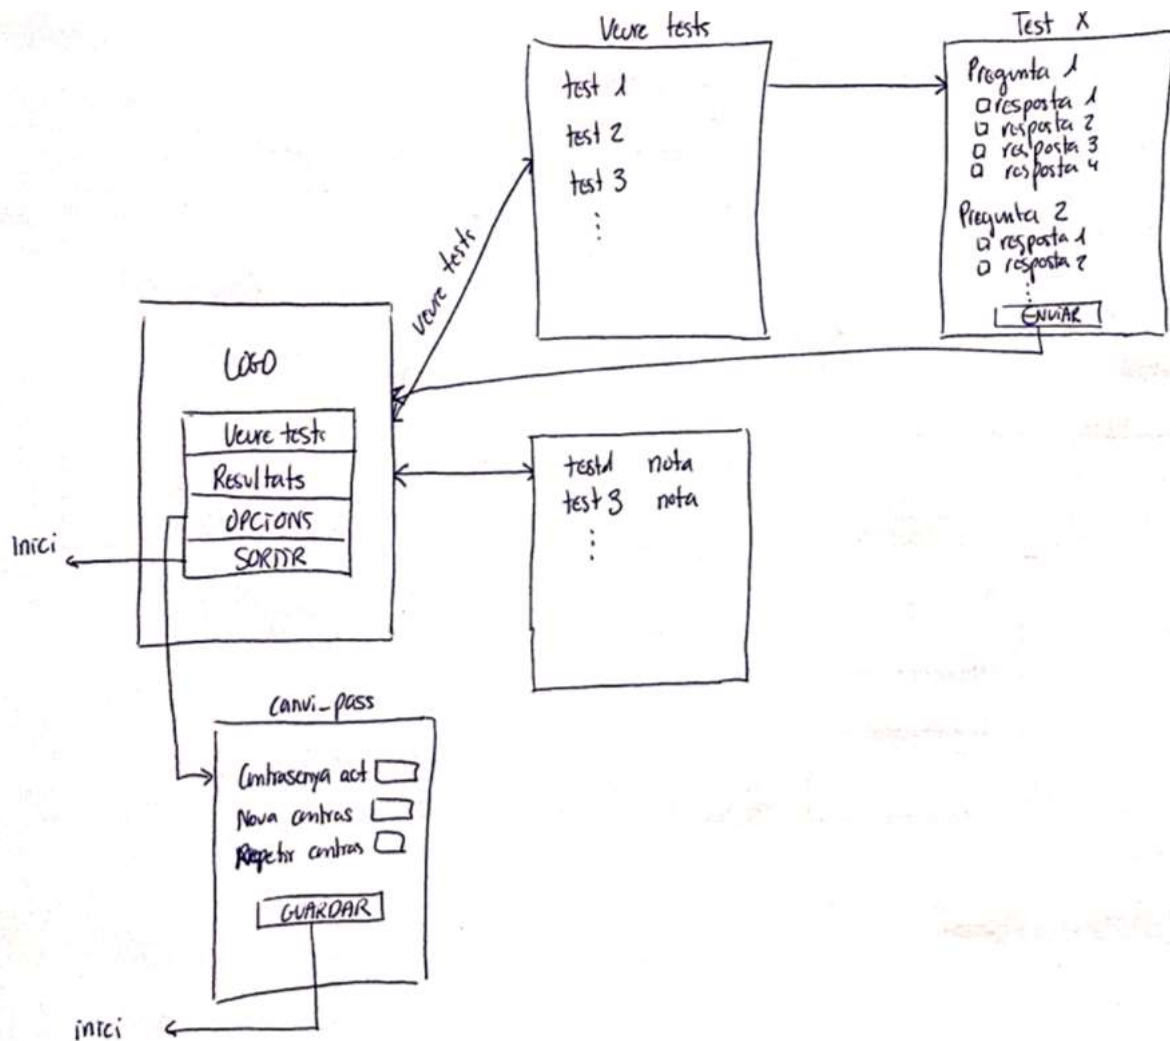 Veure tests
test 1
test 2
test 3
Test X
Pregunta 1
resposta 1
resposta 2
resposta 3
resposta 4
Pregunta 2
resposta 1
resposta 2
ENVIAR
veure tests
LOGO
Veure tests
Resultats
OPCIONS
SORTIR
inici
test1 nota
test 3 nota
canvi_pass
Contrasenya act
Nova contras
Repetir contras
GUARDAR
inici